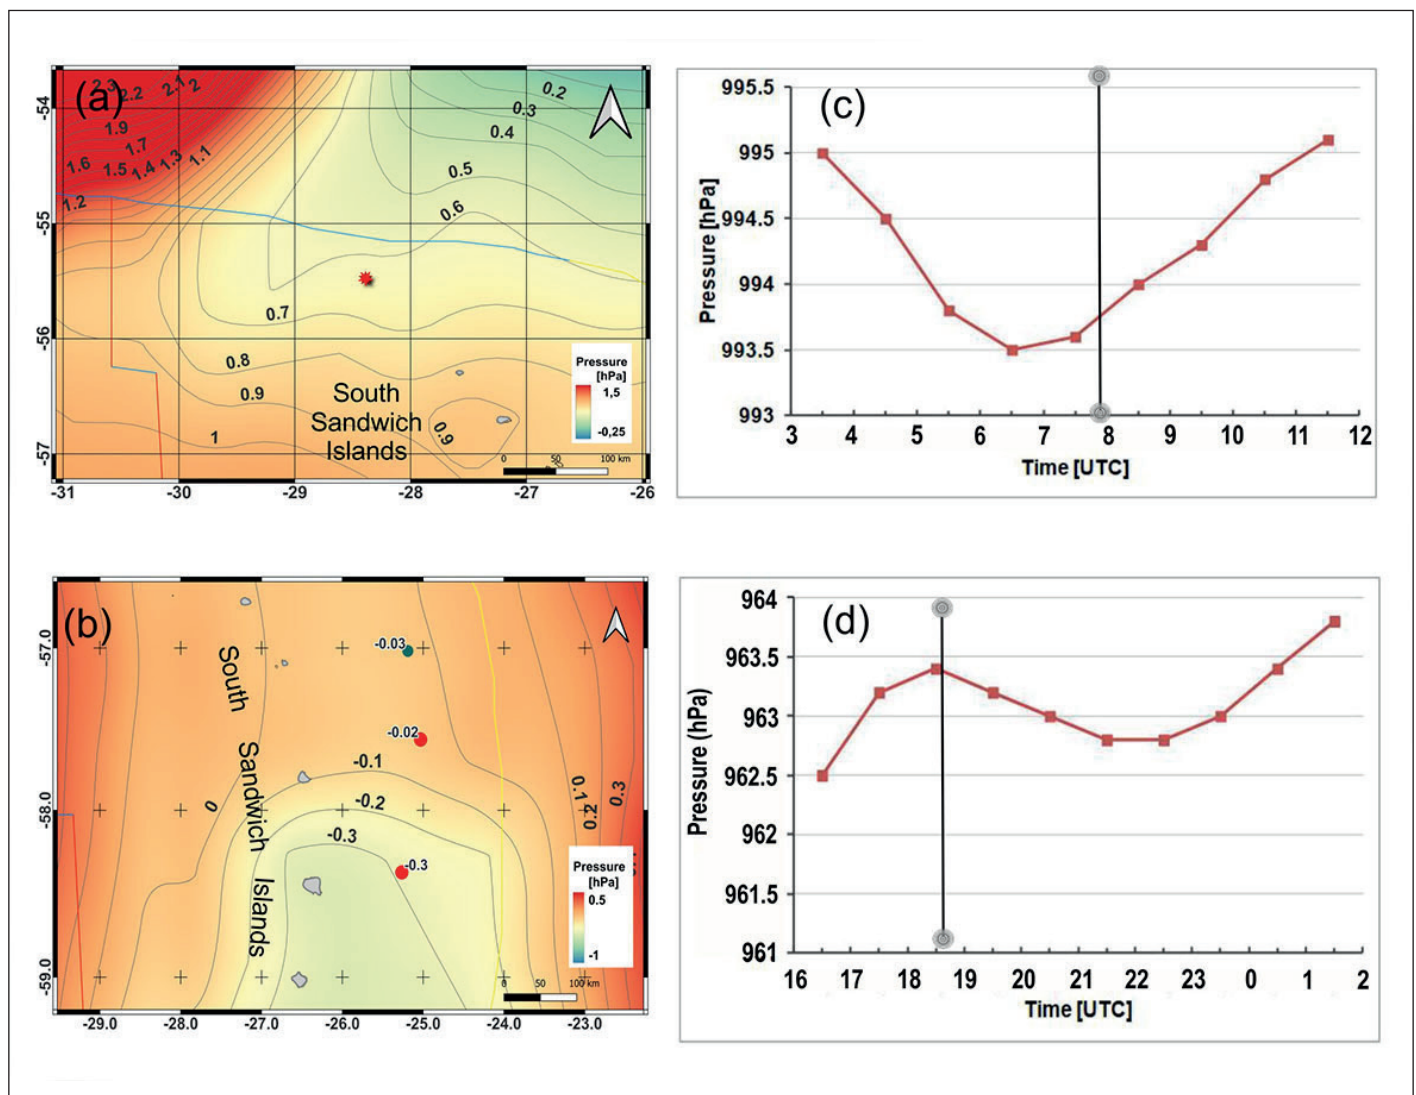 (a)
2.3
2.2
2.1
2
1.9
1.7
1.6
1.5
1.4
1.3
1.1
1.2
0.2
0.3
0.4
0.5
0.6
0.7
0.8
0.9
1
0.9
South
Sandwich
Islands
Pressure
[hPa]
1,5
-0,25
0 50 100 km
-54
-55
-56
-57
-31 -30 -29 -28 -27 -26
(c)
995.5
995
994.5
994
993.5
993
Pressure [hPa]
3 4 5 6 7 8 9 10 11 12
Time [UTC]
(b)
-0.03
-0.02
-0.1
-0.2
-0.3
-0.3
0
0.1
0.2
0.3
South
Sandwich
Islands
Pressure
[hPa]
0.5
-1
0 50 100 km
-57.0
-58.0
-59.0
-29.0 -28.0 -27.0 -26.0 -25.0 -24.0 -23.0
(d)
964
963.5
963
962.5
962
961.5
961
Pressure (hPa)
16 17 18 19 20 21 22 23 0 1 2
Time [UTC]